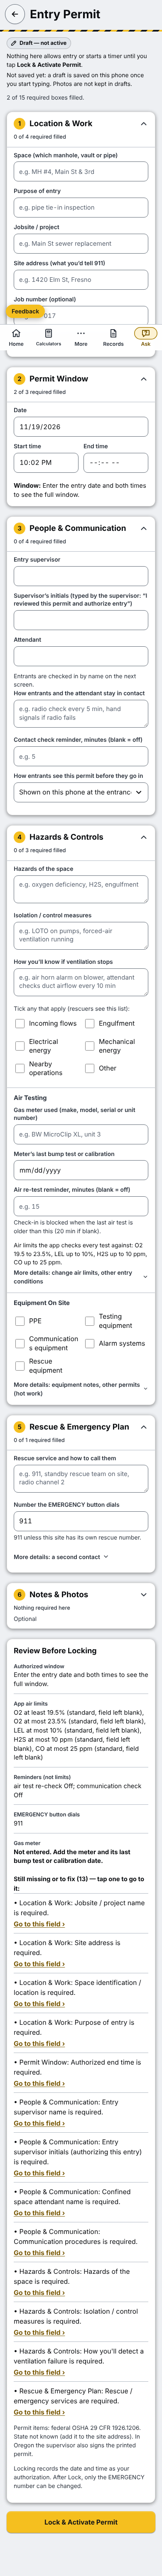 Entry Permit
Draft — not active
Nothing here allows entry or starts a timer until you
tap Lock & Activate Permit.
Not saved yet: a draft is saved on this phone once
you start typing. Photos are not kept in drafts.
2 of 15 required boxes filled.
1 Location & Work
0 of 4 required filled
Space (which manhole, vault or pipe)
e.g. MH #4, Main St & 3rd
Purpose of entry
e.g. pipe tie-in inspection
Jobsite / project
e.g. Main St sewer replacement
Site address (what you'd tell 911)
e.g. 1420 Elm St, Fresno
Job number (optional)
017
Feedback
Home
Calculators
More
Records
Ask
2 Permit Window
2 of 3 required filled
Date
11/19/2026
Start time
End time
10:02 PM
--:-- --
Window: Enter the entry date and both times
to see the full window.
3 People & Communication
0 of 4 required filled
Entry supervisor
Supervisor's initials (typed by the supervisor: "I
reviewed this permit and authorize entry")
Attendant
Entrants are checked in by name on the next
screen.
How entrants and the attendant stay in contact
e.g. radio check every 5 min, hand
signals if radio fails
Contact check reminder, minutes (blank = off)
e.g. 5
How entrants see this permit before they go in
Shown on this phone at the entranc
4 Hazards & Controls
0 of 3 required filled
Hazards of the space
e.g. oxygen deficiency, H2S, engulfment
Isolation / control measures
e.g. LOTO on pumps, forced-air
ventilation running
How you'll know if ventilation stops
e.g. air horn alarm on blower, attendant
checks duct airflow every 10 min
Tick any that apply (rescuers see this list):
Incoming flows
Engulfment
Electrical
energy
Mechanical
energy
Nearby
operations
Other
Air Testing
Gas meter used (make, model, serial or unit
number)
e.g. BW MicroClip XL, unit 3
Meter's last bump test or calibration
mm/dd/yyyy
Air re-test reminder, minutes (blank = off)
e.g. 15
Check-in is blocked when the last air test is
older than this (20 min if blank).
Air limits the app checks every test against: O2
19.5 to 23.5%, LEL up to 10%, H2S up to 10 ppm,
CO up to 25 ppm.
More details: change air limits, other entry
conditions
Equipment On Site
PPE
Testing
equipment
Communication
s equipment
Alarm systems
Rescue
equipment
More details: equipment notes, other permits
(hot work)
5 Rescue & Emergency Plan
0 of 1 required filled
Rescue service and how to call them
e.g. 911, standby rescue team on site,
radio channel 2
Number the EMERGENCY button dials
911
911 unless this site has its own rescue number.
More details: a second contact
6 Notes & Photos
Nothing required here
Optional
Review Before Locking
Authorized window
Enter the entry date and both times to see the
full window.
App air limits
O2 at least 19.5% (standard, field left blank),
O2 at most 23.5% (standard, field left blank),
LEL at most 10% (standard, field left blank),
H2S at most 10 ppm (standard, field left
blank), CO at most 25 ppm (standard, field
left blank)
Reminders (not limits)
air test re-check Off; communication check
Off
EMERGENCY button dials
911
Gas meter
Not entered. Add the meter and its last
bump test or calibration date.
Still missing or to fix (13) — tap one to go to
it:
• Location & Work: Jobsite / project name
is required.
Go to this field ›
• Location & Work: Site address is
required.
Go to this field ›
• Location & Work: Space identification /
location is required.
Go to this field ›
• Location & Work: Purpose of entry is
required.
Go to this field ›
• Permit Window: Authorized end time is
required.
Go to this field ›
• People & Communication: Entry
supervisor name is required.
Go to this field ›
• People & Communication: Entry
supervisor initials (authorizing this entry)
is required.
Go to this field ›
• People & Communication: Confined
space attendant name is required.
Go to this field ›
• People & Communication:
Communication procedures is required.
Go to this field ›
• Hazards & Controls: Hazards of the
space is required.
Go to this field ›
• Hazards & Controls: Isolation / control
measures is required.
Go to this field ›
• Hazards & Controls: How you'll detect a
ventilation failure is required.
Go to this field ›
• Rescue & Emergency Plan: Rescue /
emergency services are required.
Go to this field ›
Permit items: federal OSHA 29 CFR 1926.1206.
State not known (add it to the site address). In
Oregon the supervisor also signs the printed
permit.
Locking records the date and time as your
authorization. After Lock, only the EMERGENCY
number can be changed.
Lock & Activate Permit